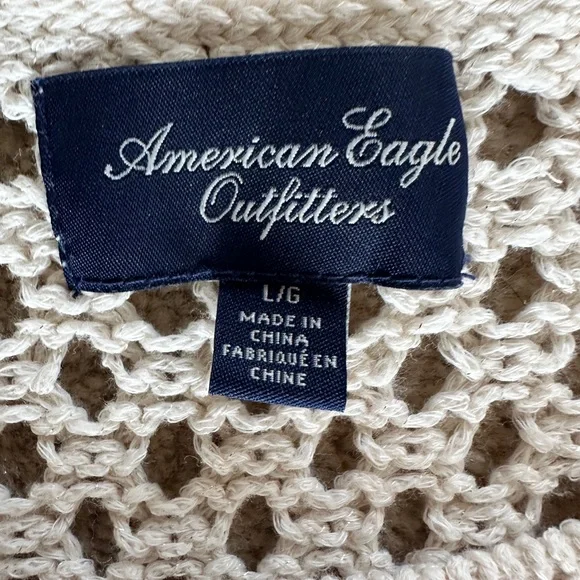 American Eagle
Outfitters
L/G
MADE IN
CHINA
FABRIQUÉ EN
CHINE